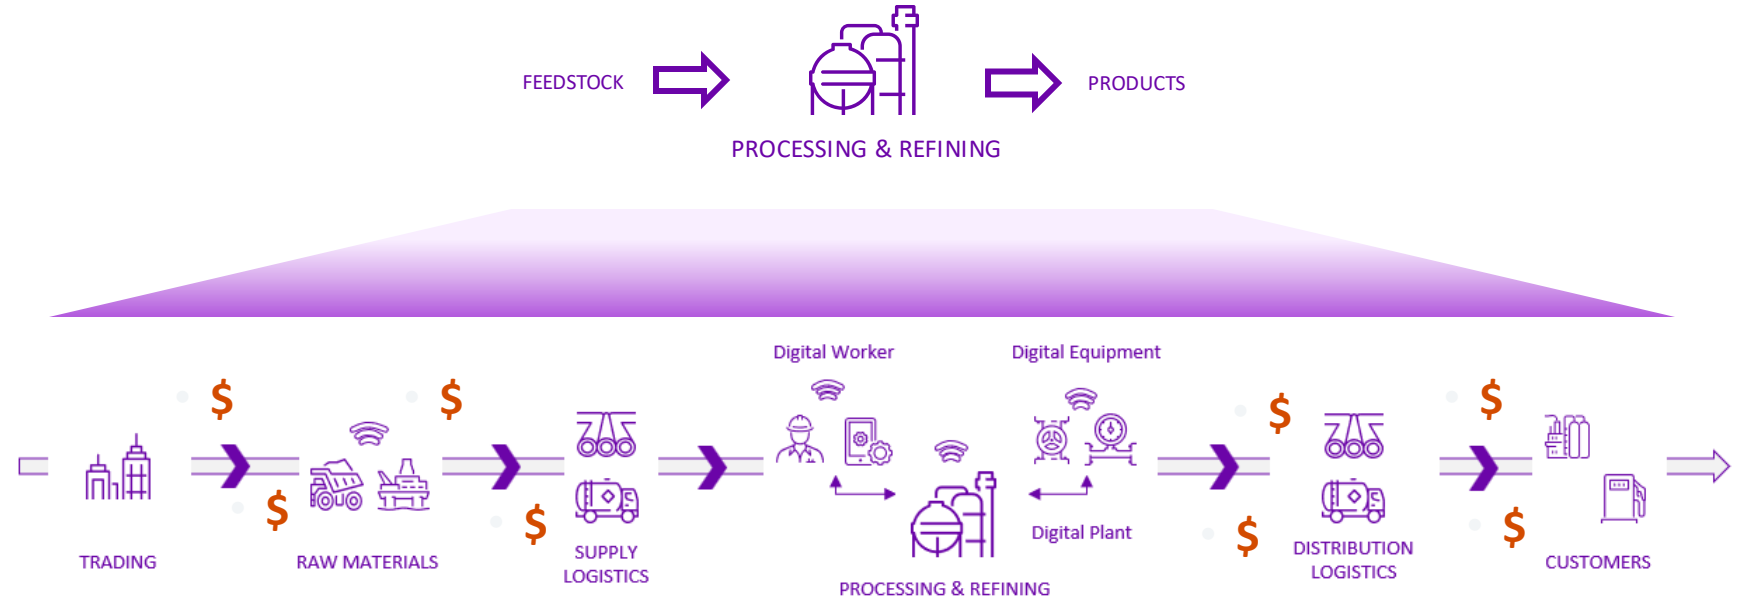 FEEDSTOCK
PRODUCTS
PROCESSING & REFINING
Digital Worker
Digital Equipment
$
$
$
$
$
$
$
$
Digital Plant
TRADING
RAW MATERIALS
SUPPLY
LOGISTICS
PROCESSING & REFINING
DISTRIBUTION
LOGISTICS
CUSTOMERS